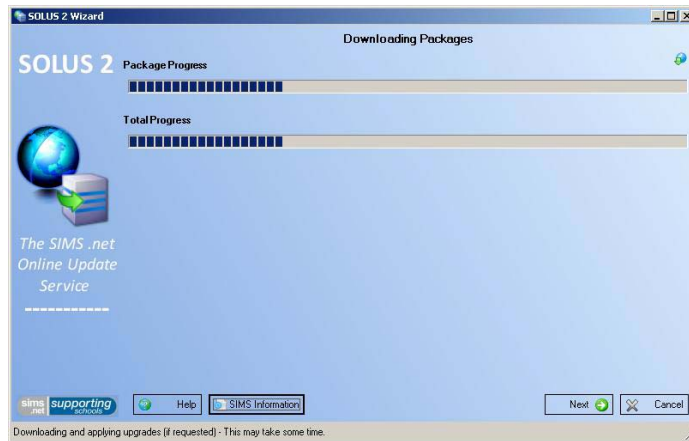 SOLUS 2 Wizard
Downloading Packages
SOLUS 2
Package Progress
Total Progress
The SIMS .net
Online Update
Service
-----------
sims .net supporting schools
Help
SIMS Information
Next
Cancel
Downloading and applying upgrades (if requested) - This may take some time.